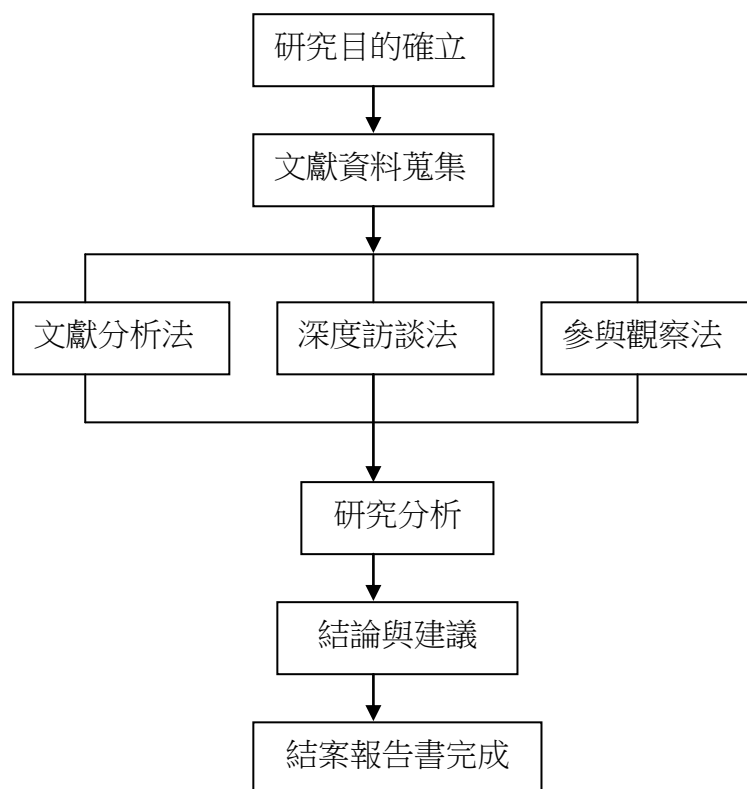 研究目的確立
文獻資料蒐集
文獻分析法
深度訪談法
參與觀察法
研究分析
結論與建議
結案報告書完成